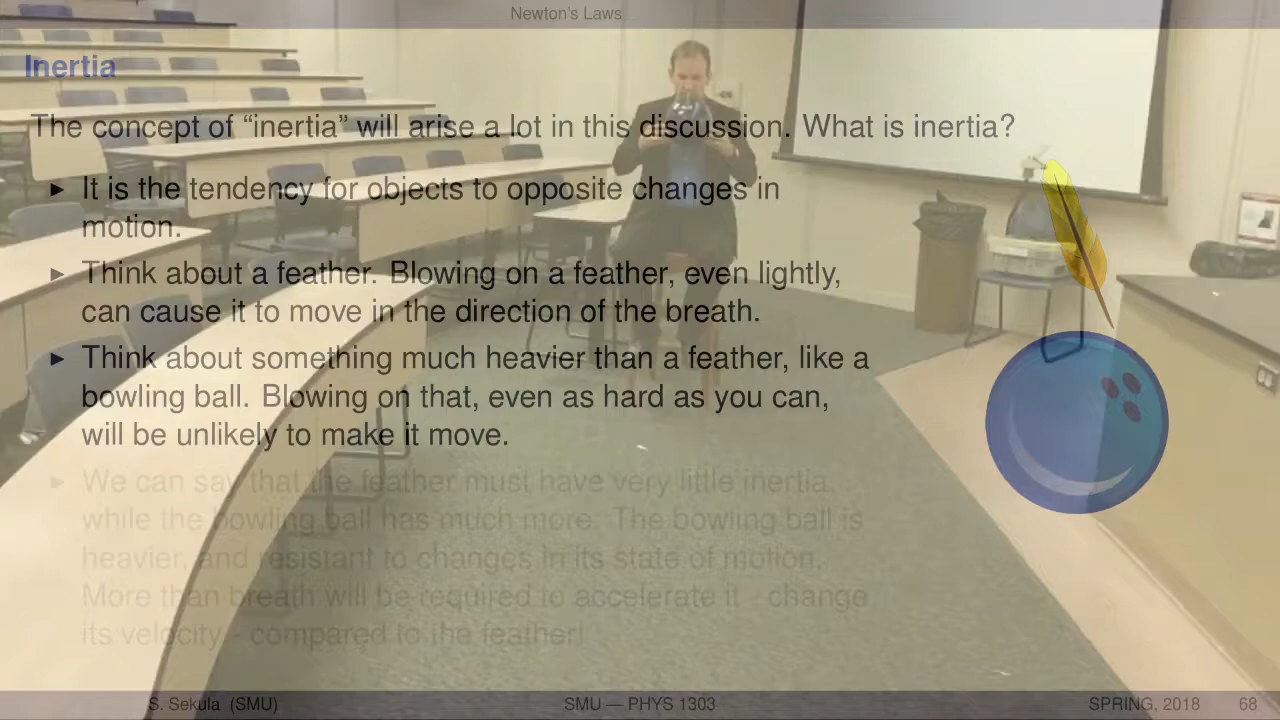 Newton's Laws
Inertia
The concept of “inertia” will arise a lot in this discussion. What is inertia?
► It is the tendency for objects to opposite changes in
motion.
► Think about a feather. Blowing on a feather, even lightly,
can cause it to move in the direction of the breath.
► Think about something much heavier than a feather, like a
bowling ball. Blowing on that, even as hard as you can,
will be unlikely to make it move.
► We can say that the feather must have very little inertia,
while the bowling ball has much more. The bowling ball is
heavier, and resistant to changes in its state of motion.
More than breath will be required to accelerate it - change
its velocity - compared to the feather!
S. Sekula (SMU) SMU — PHYS 1303 SPRING, 2018 68